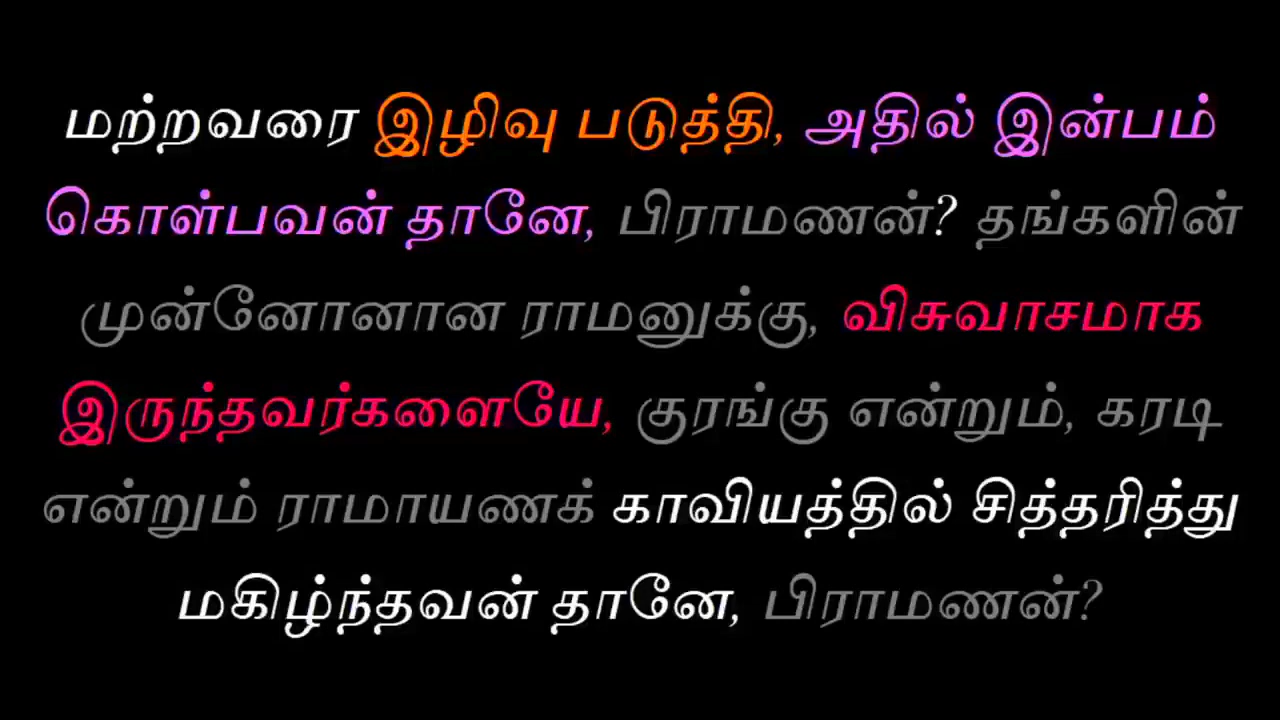 மற்றவரை இழிவு படுத்தி, அதில் இன்பம்
கொள்பவன் தானே, பிராமணன்? தங்களின்
முன்னோனான ராமனுக்கு, விசுவாசமாக
இருந்தவர்களையே, குரங்கு என்றும், கரடி
என்றும் ராமாயணக் காவியத்தில் சித்தரித்து
மகிழ்ந்தவன் தானே, பிராமணன்?